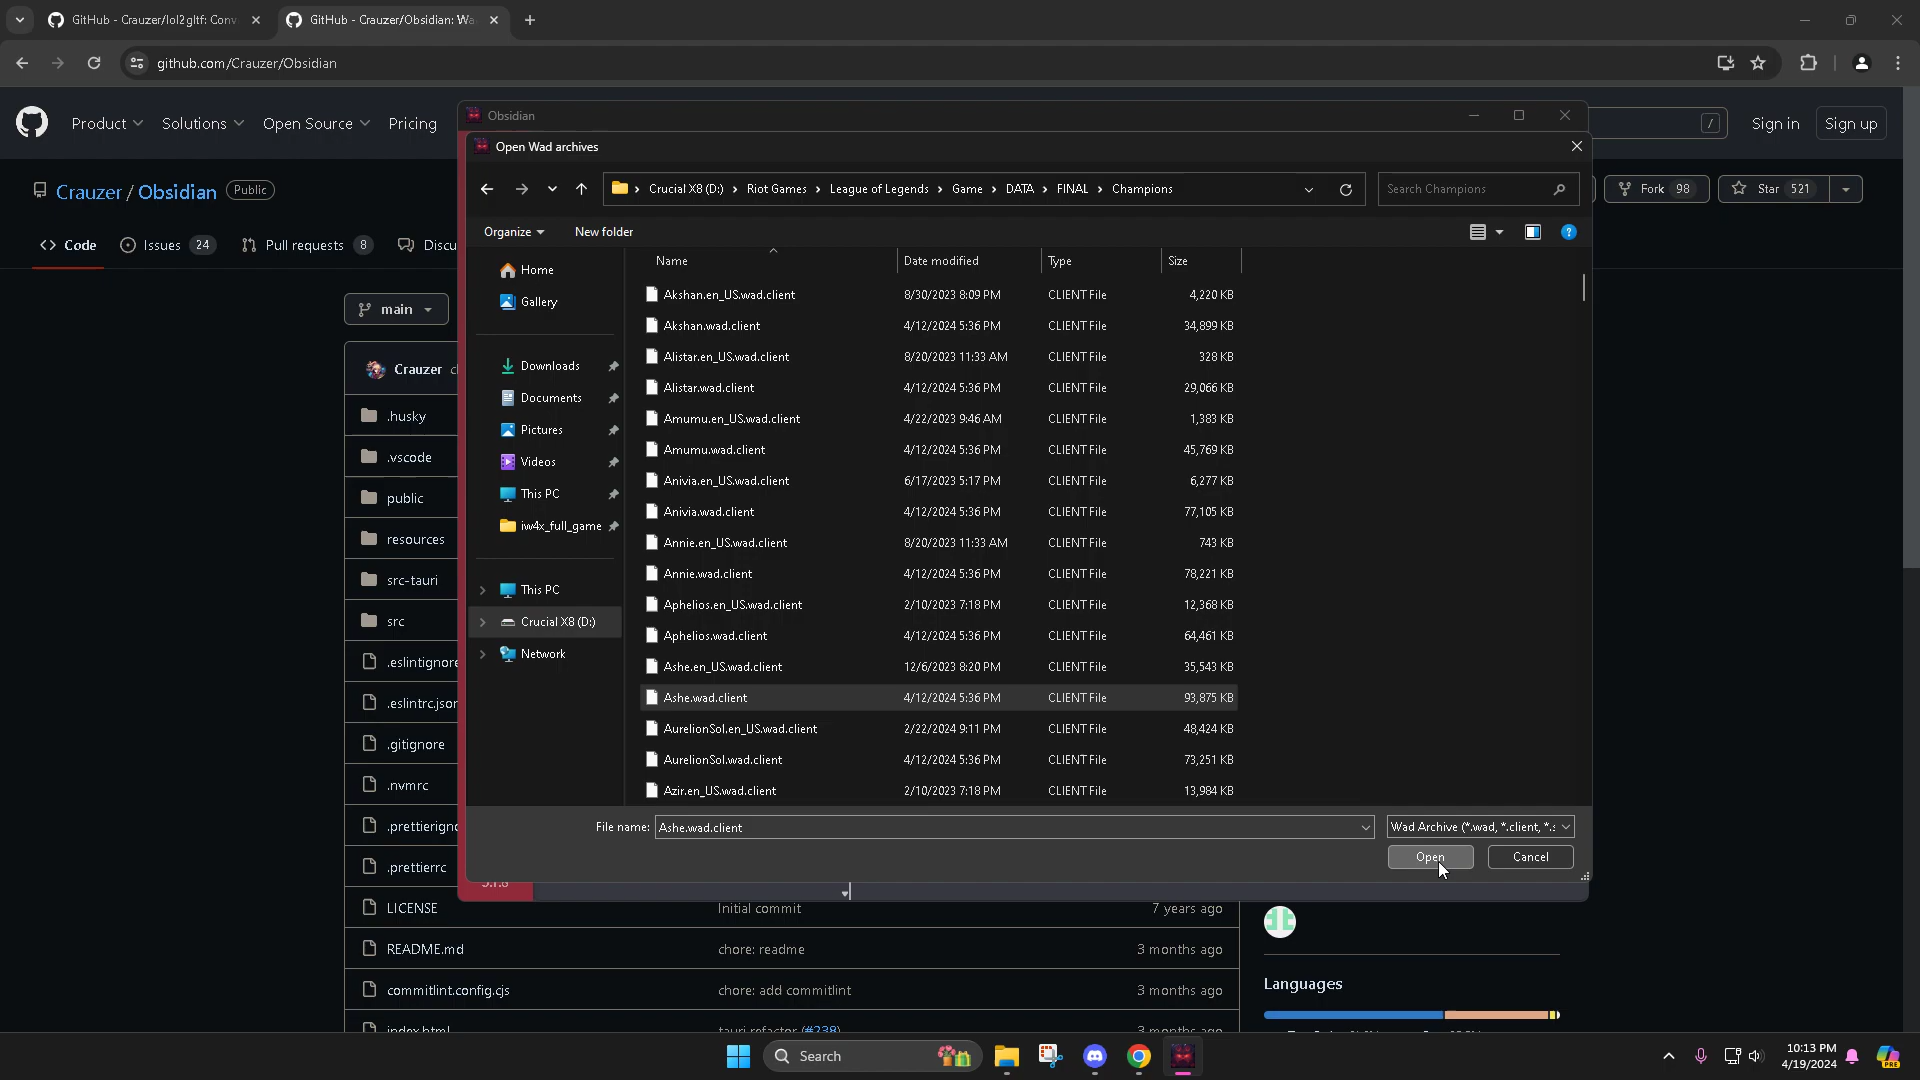 GitHub - Crauzer/lol2gltf: Conv
GitHub - Crauzer/Obsidian: Wa
github.com/Crauzer/Obsidian
Product
Solutions
Open Source
Pricing
/
Sign in
Sign up
Obsidian
Open Wad archives
Crauzer / Obsidian
Public
Fork 98
Star 521
Crucial X8 (D:) > Riot Games > League of Legends > Game > DATA > FINAL > Champions
Search Champions
Code
Issues 24
Pull requests 8
Discu
Organize
New folder
main
Crauzer
.husky
.vscode
public
resources
src-tauri
src
.eslintignore
.eslintrc.json
.gitignore
.nvmrc
.prettierigno
.prettierrc
Home
Gallery
Downloads
Documents
Pictures
Videos
This PC
iw4x_full_game
This PC
Crucial X8 (D:)
Network
Name Date modified Type Size
Akshan.en_US.wad.client 8/30/2023 8:09 PM CLIENT File 4,220 KB
Akshan.wad.client 4/12/2024 5:36 PM CLIENT File 34,899 KB
Alistar.en_US.wad.client 8/20/2023 11:33 AM CLIENT File 328 KB
Alistar.wad.client 4/12/2024 5:36 PM CLIENT File 29,066 KB
Amumu.en_US.wad.client 4/22/2023 9:46 AM CLIENT File 1,383 KB
Amumu.wad.client 4/12/2024 5:36 PM CLIENT File 45,769 KB
Anivia.en_US.wad.client 6/17/2023 5:17 PM CLIENT File 6,277 KB
Anivia.wad.client 4/12/2024 5:36 PM CLIENT File 77,105 KB
Annie.en_US.wad.client 8/20/2023 11:33 AM CLIENT File 743 KB
Annie.wad.client 4/12/2024 5:36 PM CLIENT File 78,221 KB
Aphelios.en_US.wad.client 2/10/2023 7:18 PM CLIENT File 12,368 KB
Aphelios.wad.client 4/12/2024 5:36 PM CLIENT File 64,461 KB
Ashe.en_US.wad.client 12/6/2023 8:20 PM CLIENT File 35,543 KB
Ashe.wad.client 4/12/2024 5:36 PM CLIENT File 93,875 KB
AurelionSol.en_US.wad.client 2/22/2024 9:11 PM CLIENT File 48,424 KB
AurelionSol.wad.client 4/12/2024 5:36 PM CLIENT File 73,251 KB
Azir.en_US.wad.client 2/10/2023 7:18 PM CLIENT File 13,984 KB
File name: Ashe.wad.client
Wad Archive (*.wad, *.client, *.s
Open
Cancel
LICENSE Initial commit 7 years ago
README.md chore: readme 3 months ago
commitlint.config.cjs chore: add commitlint 3 months ago
index.html tauri refactor (#238) 3 months ago
Languages
Search
10:13 PM
4/19/2024
PRE